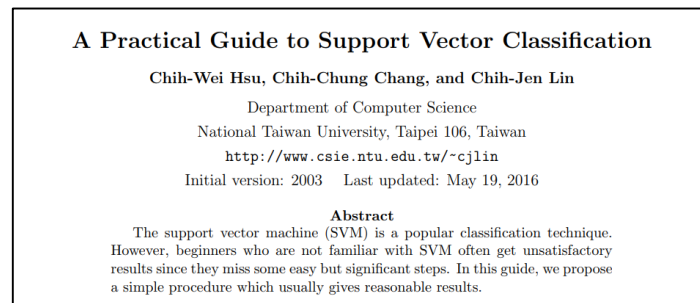 A Practical Guide to Support Vector Classification
Chih-Wei Hsu, Chih-Chung Chang, and Chih-Jen Lin
Department of Computer Science
National Taiwan University, Taipei 106, Taiwan
http://www.csie.ntu.edu.tw/~cjlin
Initial version: 2003 Last updated: May 19, 2016
Abstract
The support vector machine (SVM) is a popular classification technique.
However, beginners who are not familiar with SVM often get unsatisfactory
results since they miss some easy but significant steps. In this guide, we propose
a simple procedure which usually gives reasonable results.